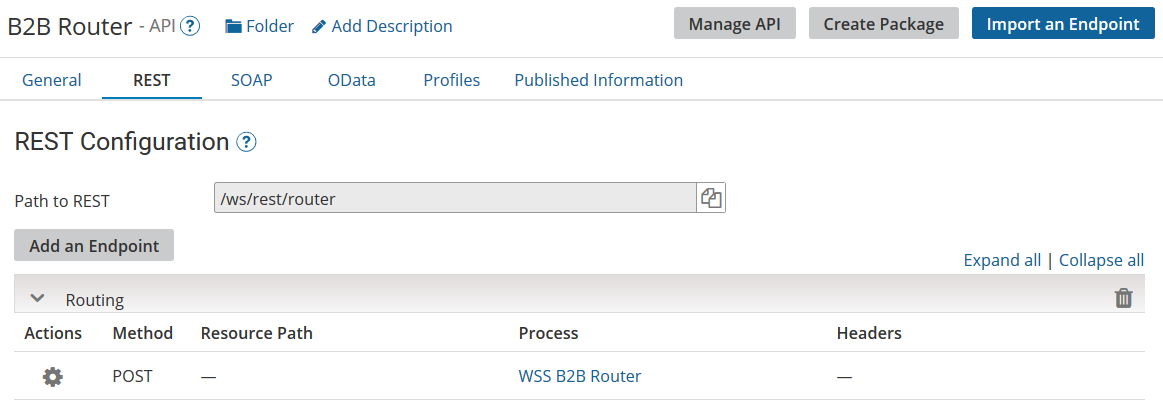 B2B Router - API ? Folder Add Description Manage API Create Package Import an Endpoint
General REST SOAP OData Profiles Published Information
REST Configuration ?
Path to REST /ws/rest/router
Add an Endpoint
Expand all | Collapse all
Routing
Actions Method Resource Path Process Headers
POST — WSS B2B Router —